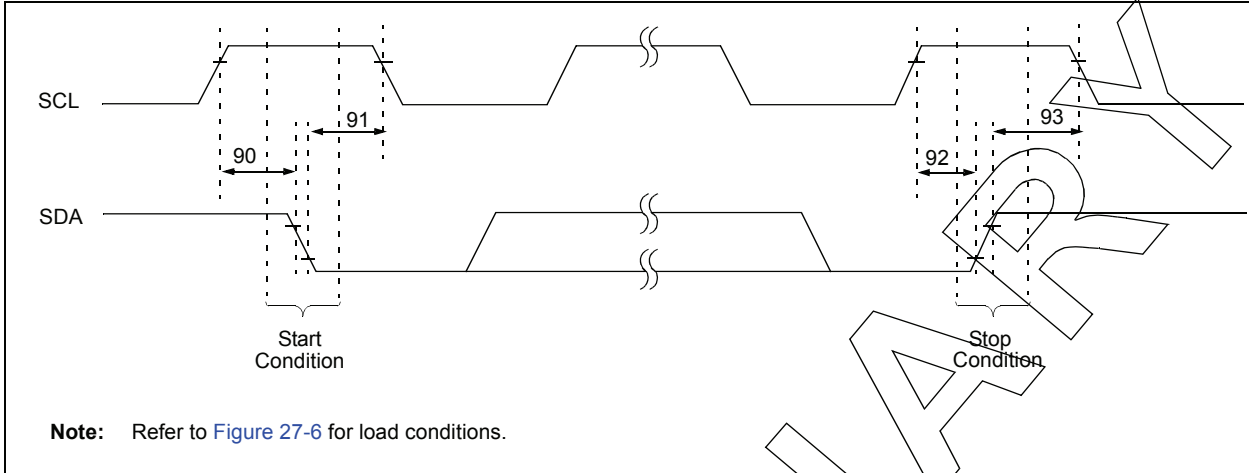 SCL
91
93
90
92
SDA
Start
Condition
Stop
Condition
Note: Refer to Figure 27-6 for load conditions.
A R Y